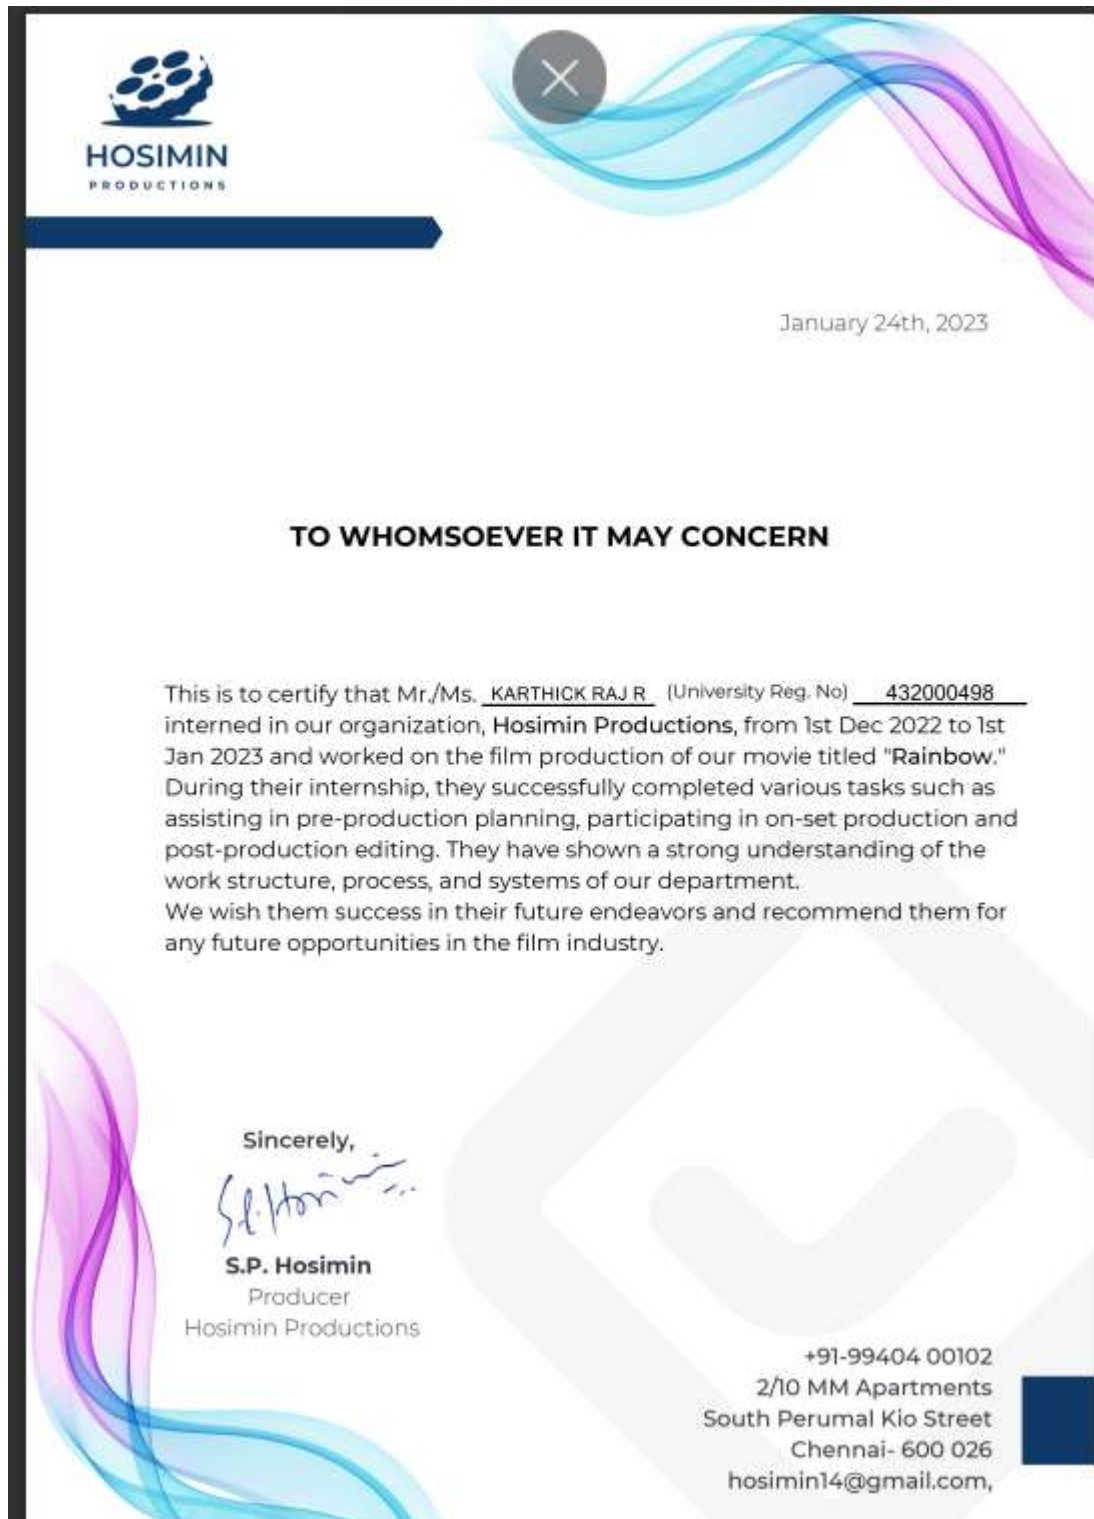 HOSIMIN
PRODUCTIONS
January 24th, 2023
TO WHOMSOEVER IT MAY CONCERN
This is to certify that Mr./Ms. KARTHICK RAJ R (University Reg. No) 432000498
interned in our organization, Hosimin Productions, from 1st Dec 2022 to 1st
Jan 2023 and worked on the film production of our movie titled "Rainbow."
During their internship, they successfully completed various tasks such as
assisting in pre-production planning, participating in on-set production and
post-production editing. They have shown a strong understanding of the
work structure, process, and systems of our department.
We wish them success in their future endeavors and recommend them for
any future opportunities in the film industry.
Sincerely,
S.P. Hosimin
S.P. Hosimin
Producer
Hosimin Productions
+91-99404 00102
2/10 MM Apartments
South Perumal Kio Street
Chennai- 600 026
hosimin14@gmail.com,